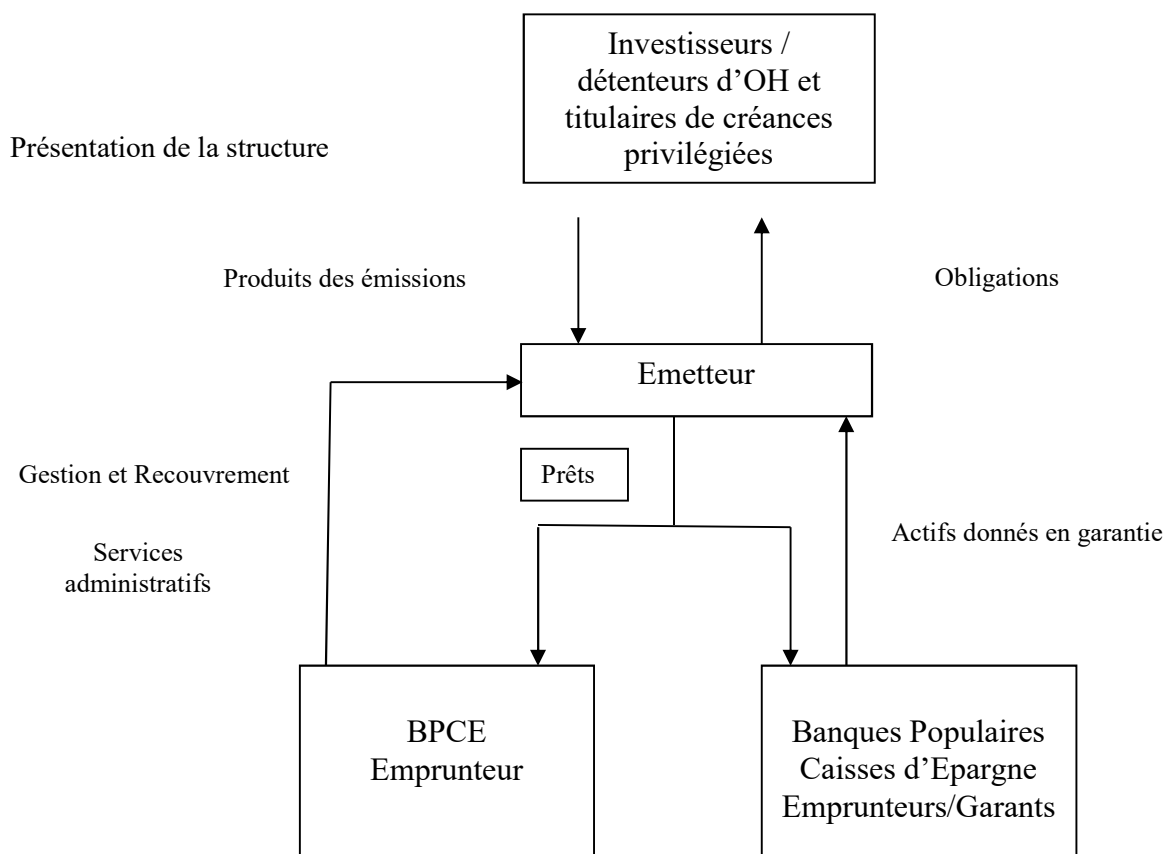 Investisseurs /
détenteurs d’OH et
titulaires de créances
privilégiées
Présentation de la structure
Produits des émissions
Obligations
Emetteur
Gestion et Recouvrement
Prêts
Actifs donnés en garantie
Services
administratifs
BPCE
Emprunteur
Banques Populaires
Caisses d’Epargne
Emprunteurs/Garants